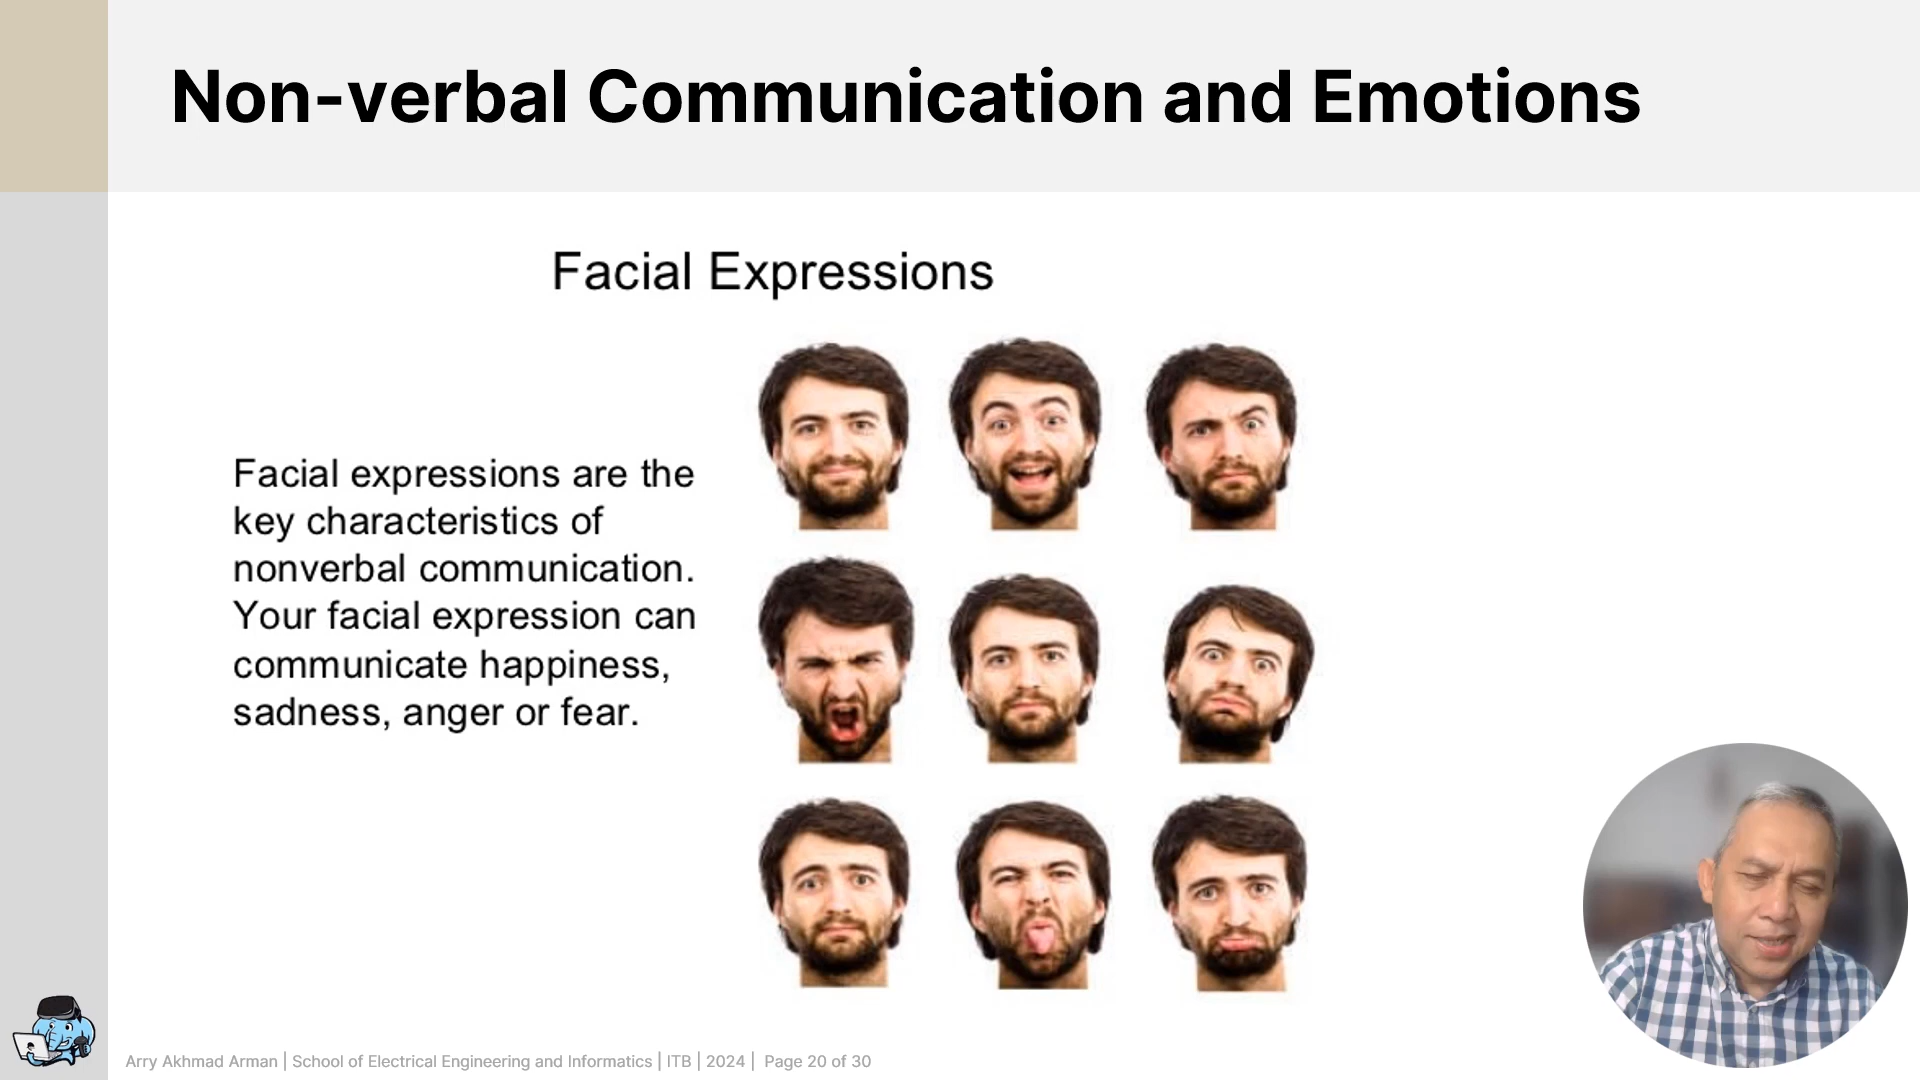 Non-verbal Communication and Emotions
Facial Expressions
Facial expressions are the
key characteristics of
nonverbal communication.
Your facial expression can
communicate happiness,
sadness, anger or fear.
Arry Akhmad Arman | School of Electrical Engineering and Informatics | ITB | 2024 | Page 20 of 30